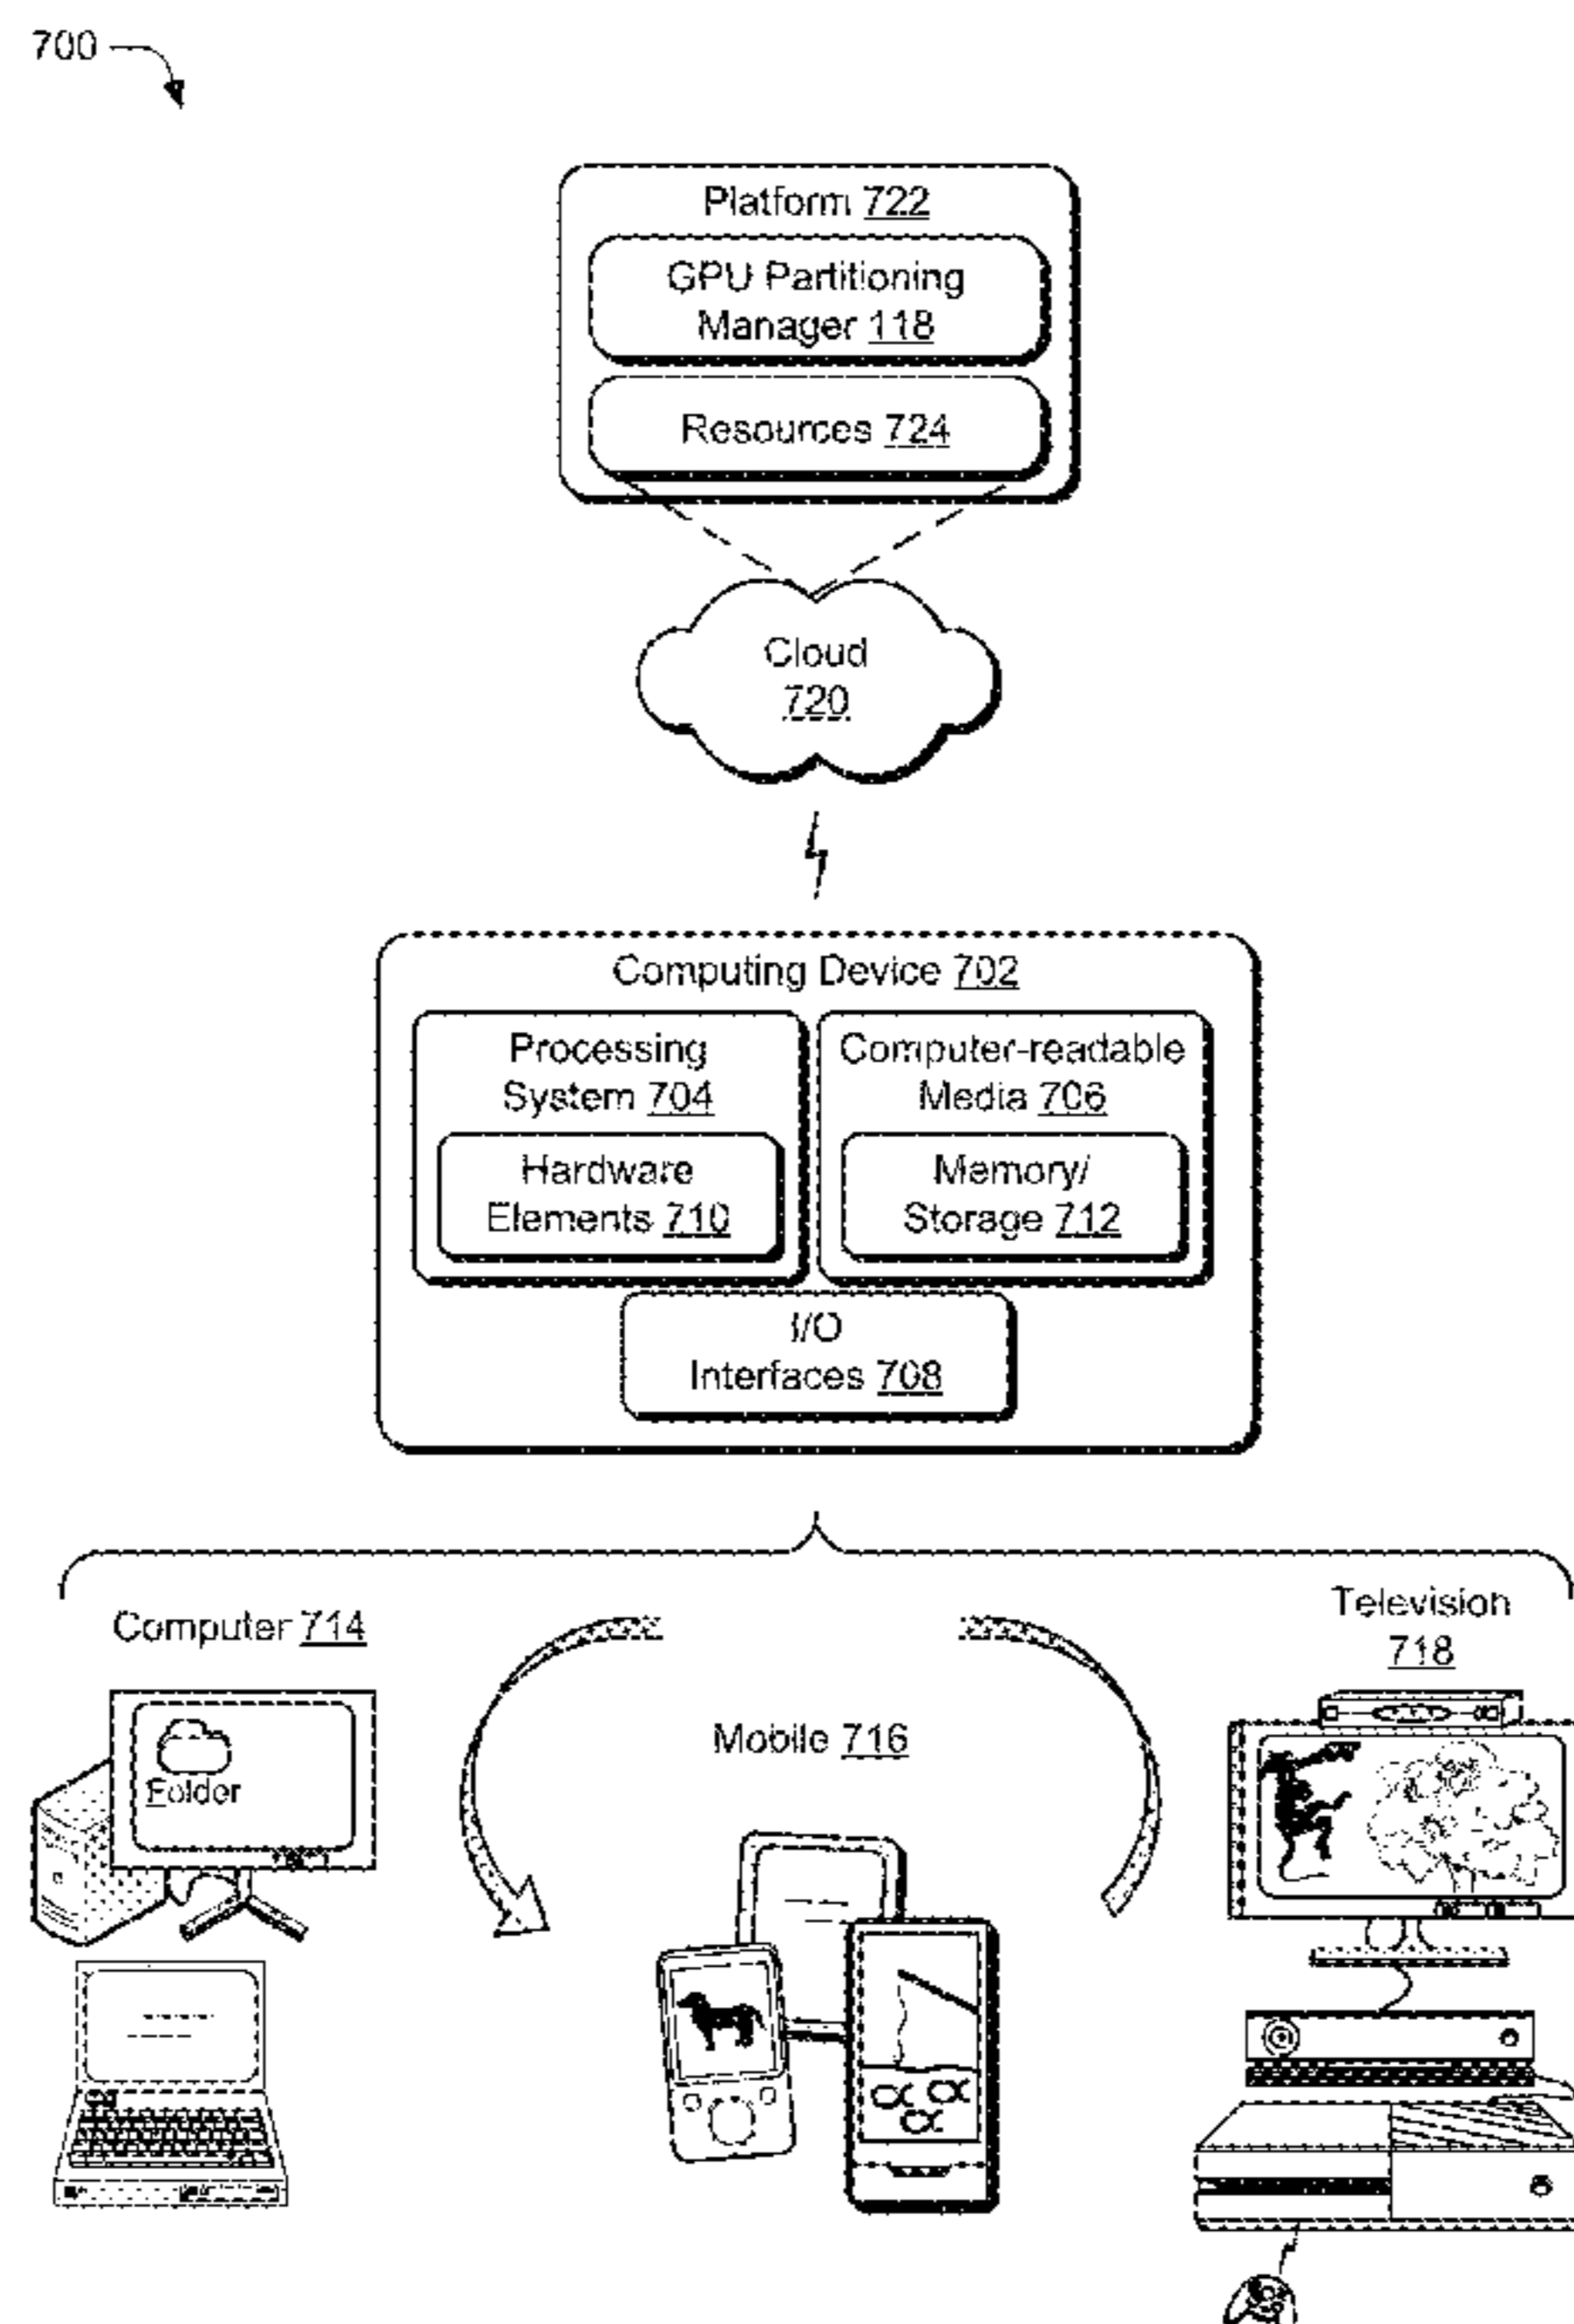 700
Platform 722
GPU Partitioning
Manager 118
Resources 724
Cloud
720
Computing Device 702
Processing
System 704
Computer-readable
Media 706
Hardware
Elements 710
Memory/
Storage 712
I/O
Interfaces 708
Computer 714
Television
718
Mobile 716
Folder